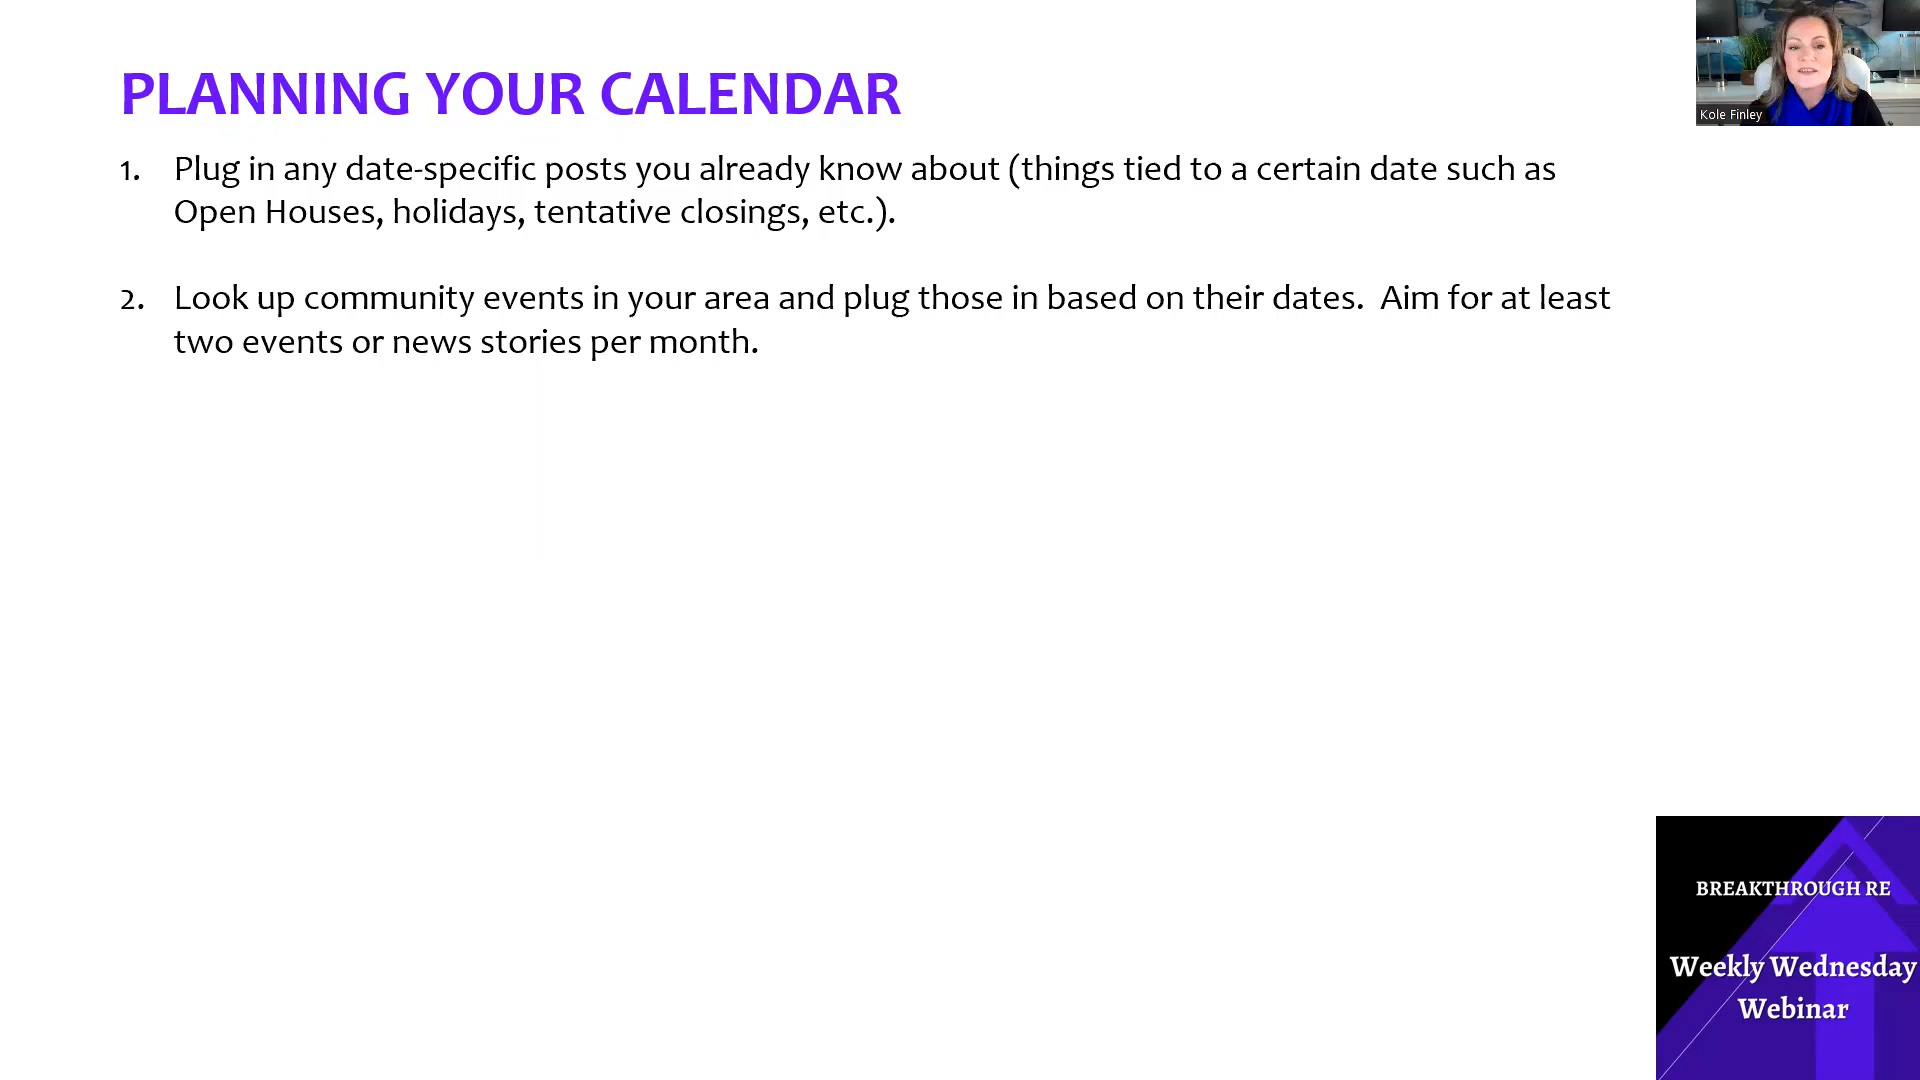 PLANNING YOUR CALENDAR
1. Plug in any date-specific posts you already know about (things tied to a certain date such as
Open Houses, holidays, tentative closings, etc.).
2. Look up community events in your area and plug those in based on their dates.  Aim for at least
two events or news stories per month.
Kole Finley
BREAKTHROUGH RE
Weekly Wednesday
Webinar